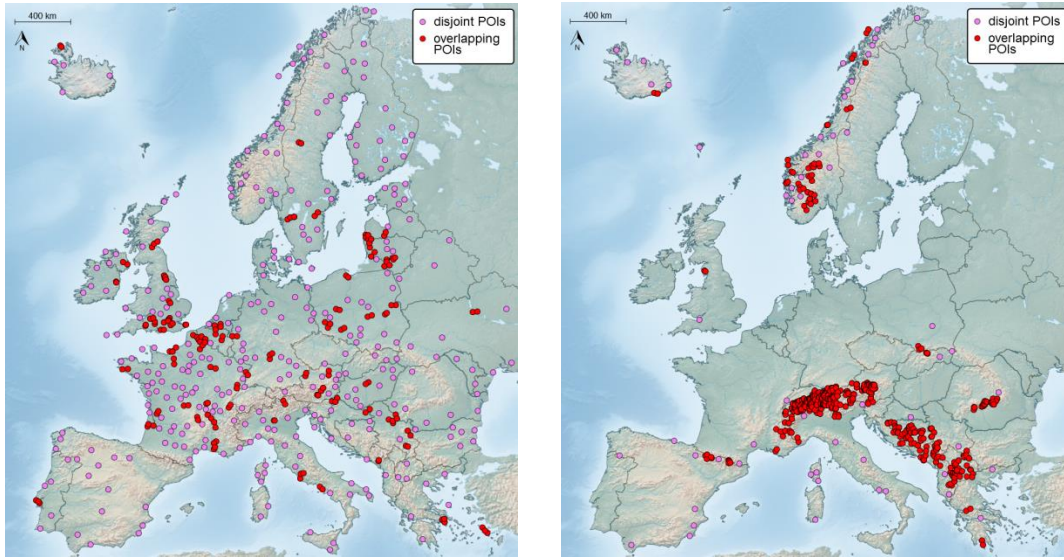 400 km
N
disjoint POIs
overlapping
POIs
400 km
N
disjoint POIs
overlapping
POIs